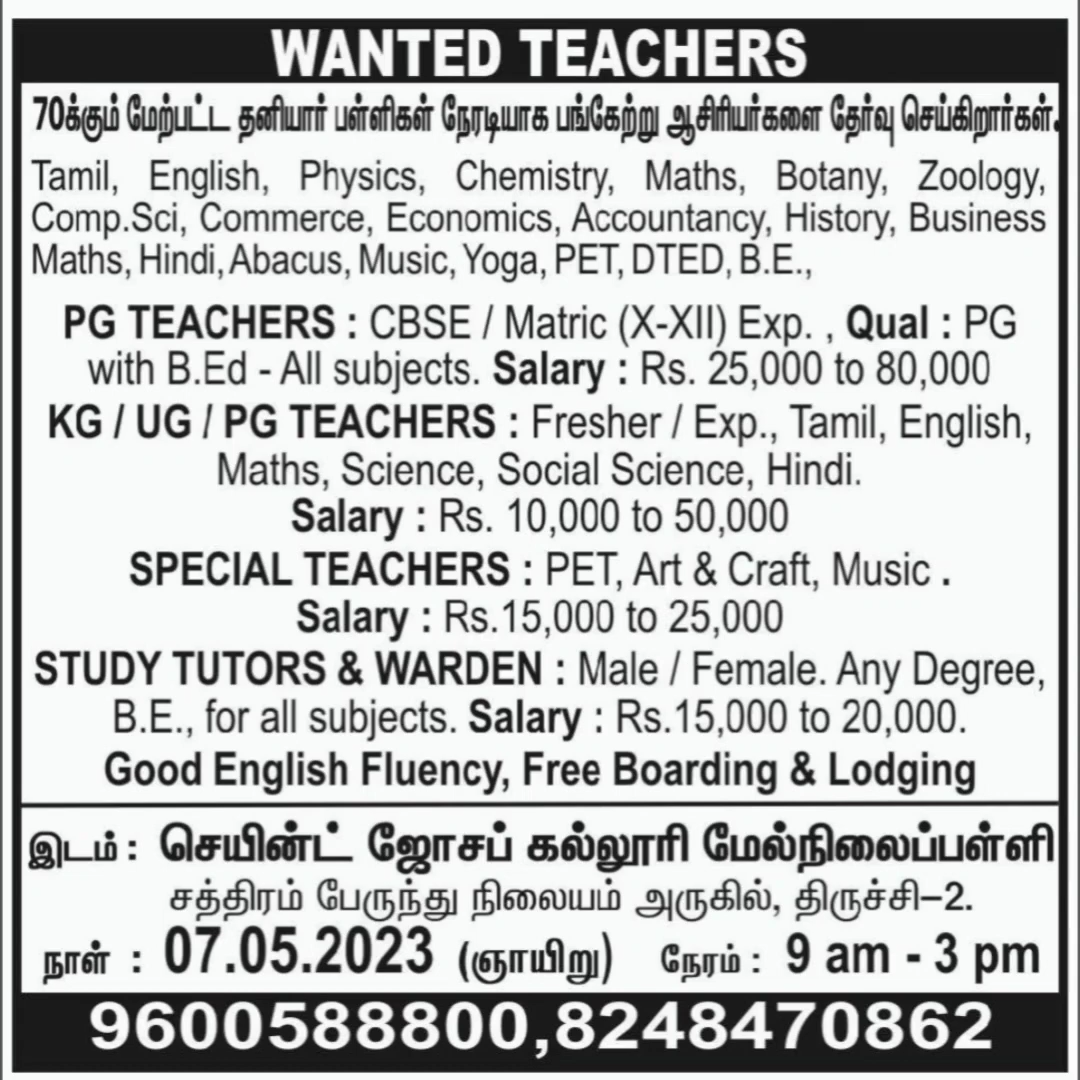 WANTED TEACHERS
70க்கும் மேற்பட்ட தனியார் பள்ளிகள் நேரடியாக பங்கேற்று ஆசிரியர்களை தேர்வு செய்கிறார்கள்.
Tamil, English, Physics, Chemistry, Maths, Botany, Zoology,
Comp.Sci, Commerce, Economics, Accountancy, History, Business
Maths, Hindi, Abacus, Music, Yoga, PET, DTED, B.E.,
PG TEACHERS : CBSE / Matric (X-XII) Exp. , Qual : PG
with B.Ed - All subjects. Salary : Rs. 25,000 to 80,000
KG / UG / PG TEACHERS : Fresher / Exp., Tamil, English,
Maths, Science, Social Science, Hindi.
Salary : Rs. 10,000 to 50,000
SPECIAL TEACHERS : PET, Art & Craft, Music .
Salary : Rs.15,000 to 25,000
STUDY TUTORS & WARDEN : Male / Female. Any Degree,
B.E., for all subjects. Salary : Rs.15,000 to 20,000.
Good English Fluency, Free Boarding & Lodging
இடம் : செயின்ட் ஜோசப் கல்லூரி மேல்நிலைப்பள்ளி
சத்திரம் பேருந்து நிலையம் அருகில், திருச்சி–2.
நாள் : 07.05.2023 (ஞாயிறு) நேரம் : 9 am - 3 pm
9600588800,8248470862